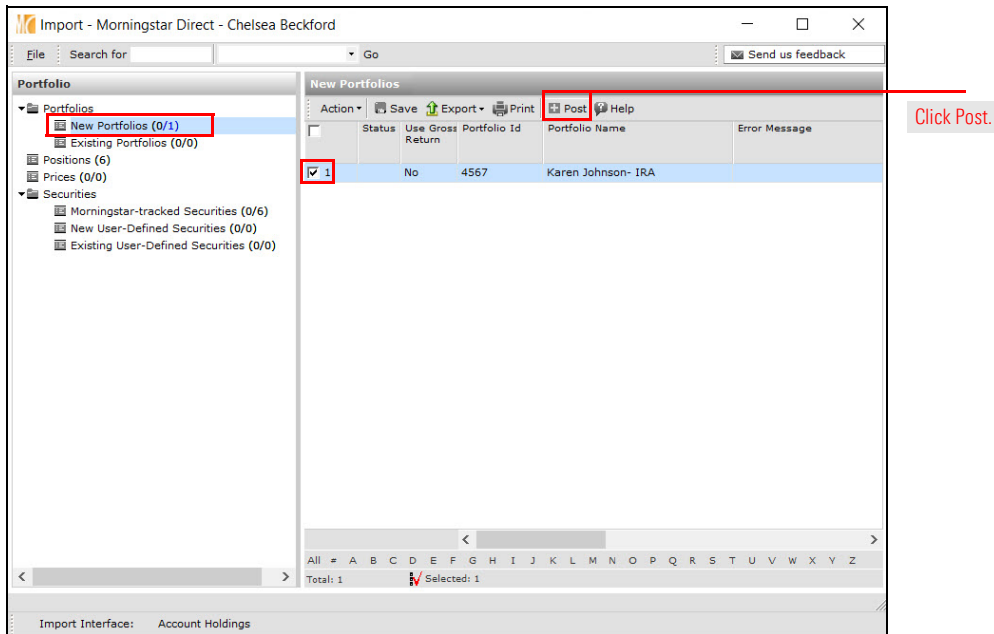 Import - Morningstar Direct - Chelsea Beckford
File Search for Go Send us feedback
Portfolio
Portfolios
New Portfolios (0/1)
Existing Portfolios (0/0)
Positions (6)
Prices (0/0)
Securities
Morningstar-tracked Securities (0/6)
New User-Defined Securities (0/0)
Existing User-Defined Securities (0/0)
New Portfolios
Action Save Export Print Post Help
Click Post.
Status Use Gross Portfolio Id Portfolio Name Error Message
Return
1 No 4567 Karen Johnson- IRA
All # A B C D E F G H I J K L M N O P Q R S T U V W X Y Z
Total: 1 Selected: 1
Import Interface: Account Holdings